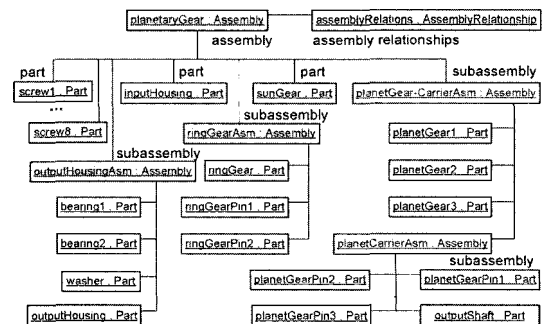 planetaryGear : Assembly
assemblyRelations : AssemblyRelationship
assembly
assembly relationships
part
part
part
subassembly
screw1 : Part
inputHousing : Part
sunGear : Part
planetGear-CarrierAsm : Assembly
...
subassembly
screw8 : Part
ringGearAsm : Assembly
planetGear1 : Part
subassembly
outputHousingAsm : Assembly
ringGear : Part
planetGear2 : Part
bearing1 : Part
ringGearPin1 : Part
planetGear3 : Part
bearing2 : Part
ringGearPin2 : Part
planetCarrierAsm : Assembly
subassembly
washer : Part
planetGearPin2 : Part
planetGearPin1 : Part
outputHousing : Part
planetGearPin3 : Part
outputShaft : Part